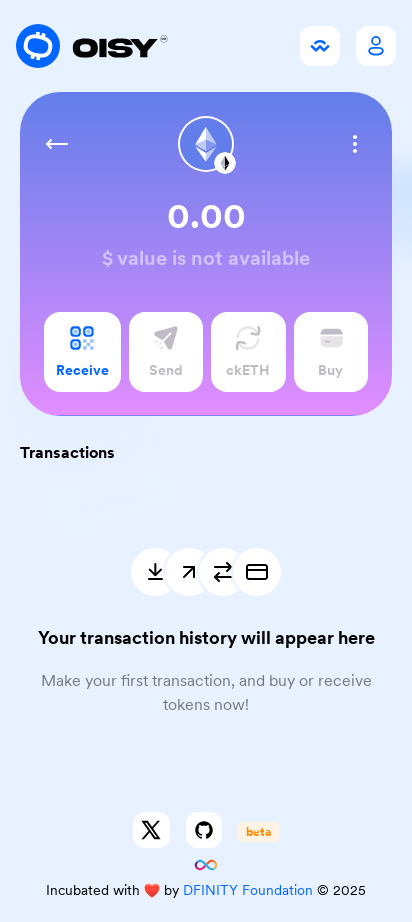 OISY
0.00
$ value is not available
Receive
Send
ckETH
Buy
Transactions
Your transaction history will appear here
Make your first transaction, and buy or receive
tokens now!
beta
Incubated with ❤️ by DFINITY Foundation © 2025